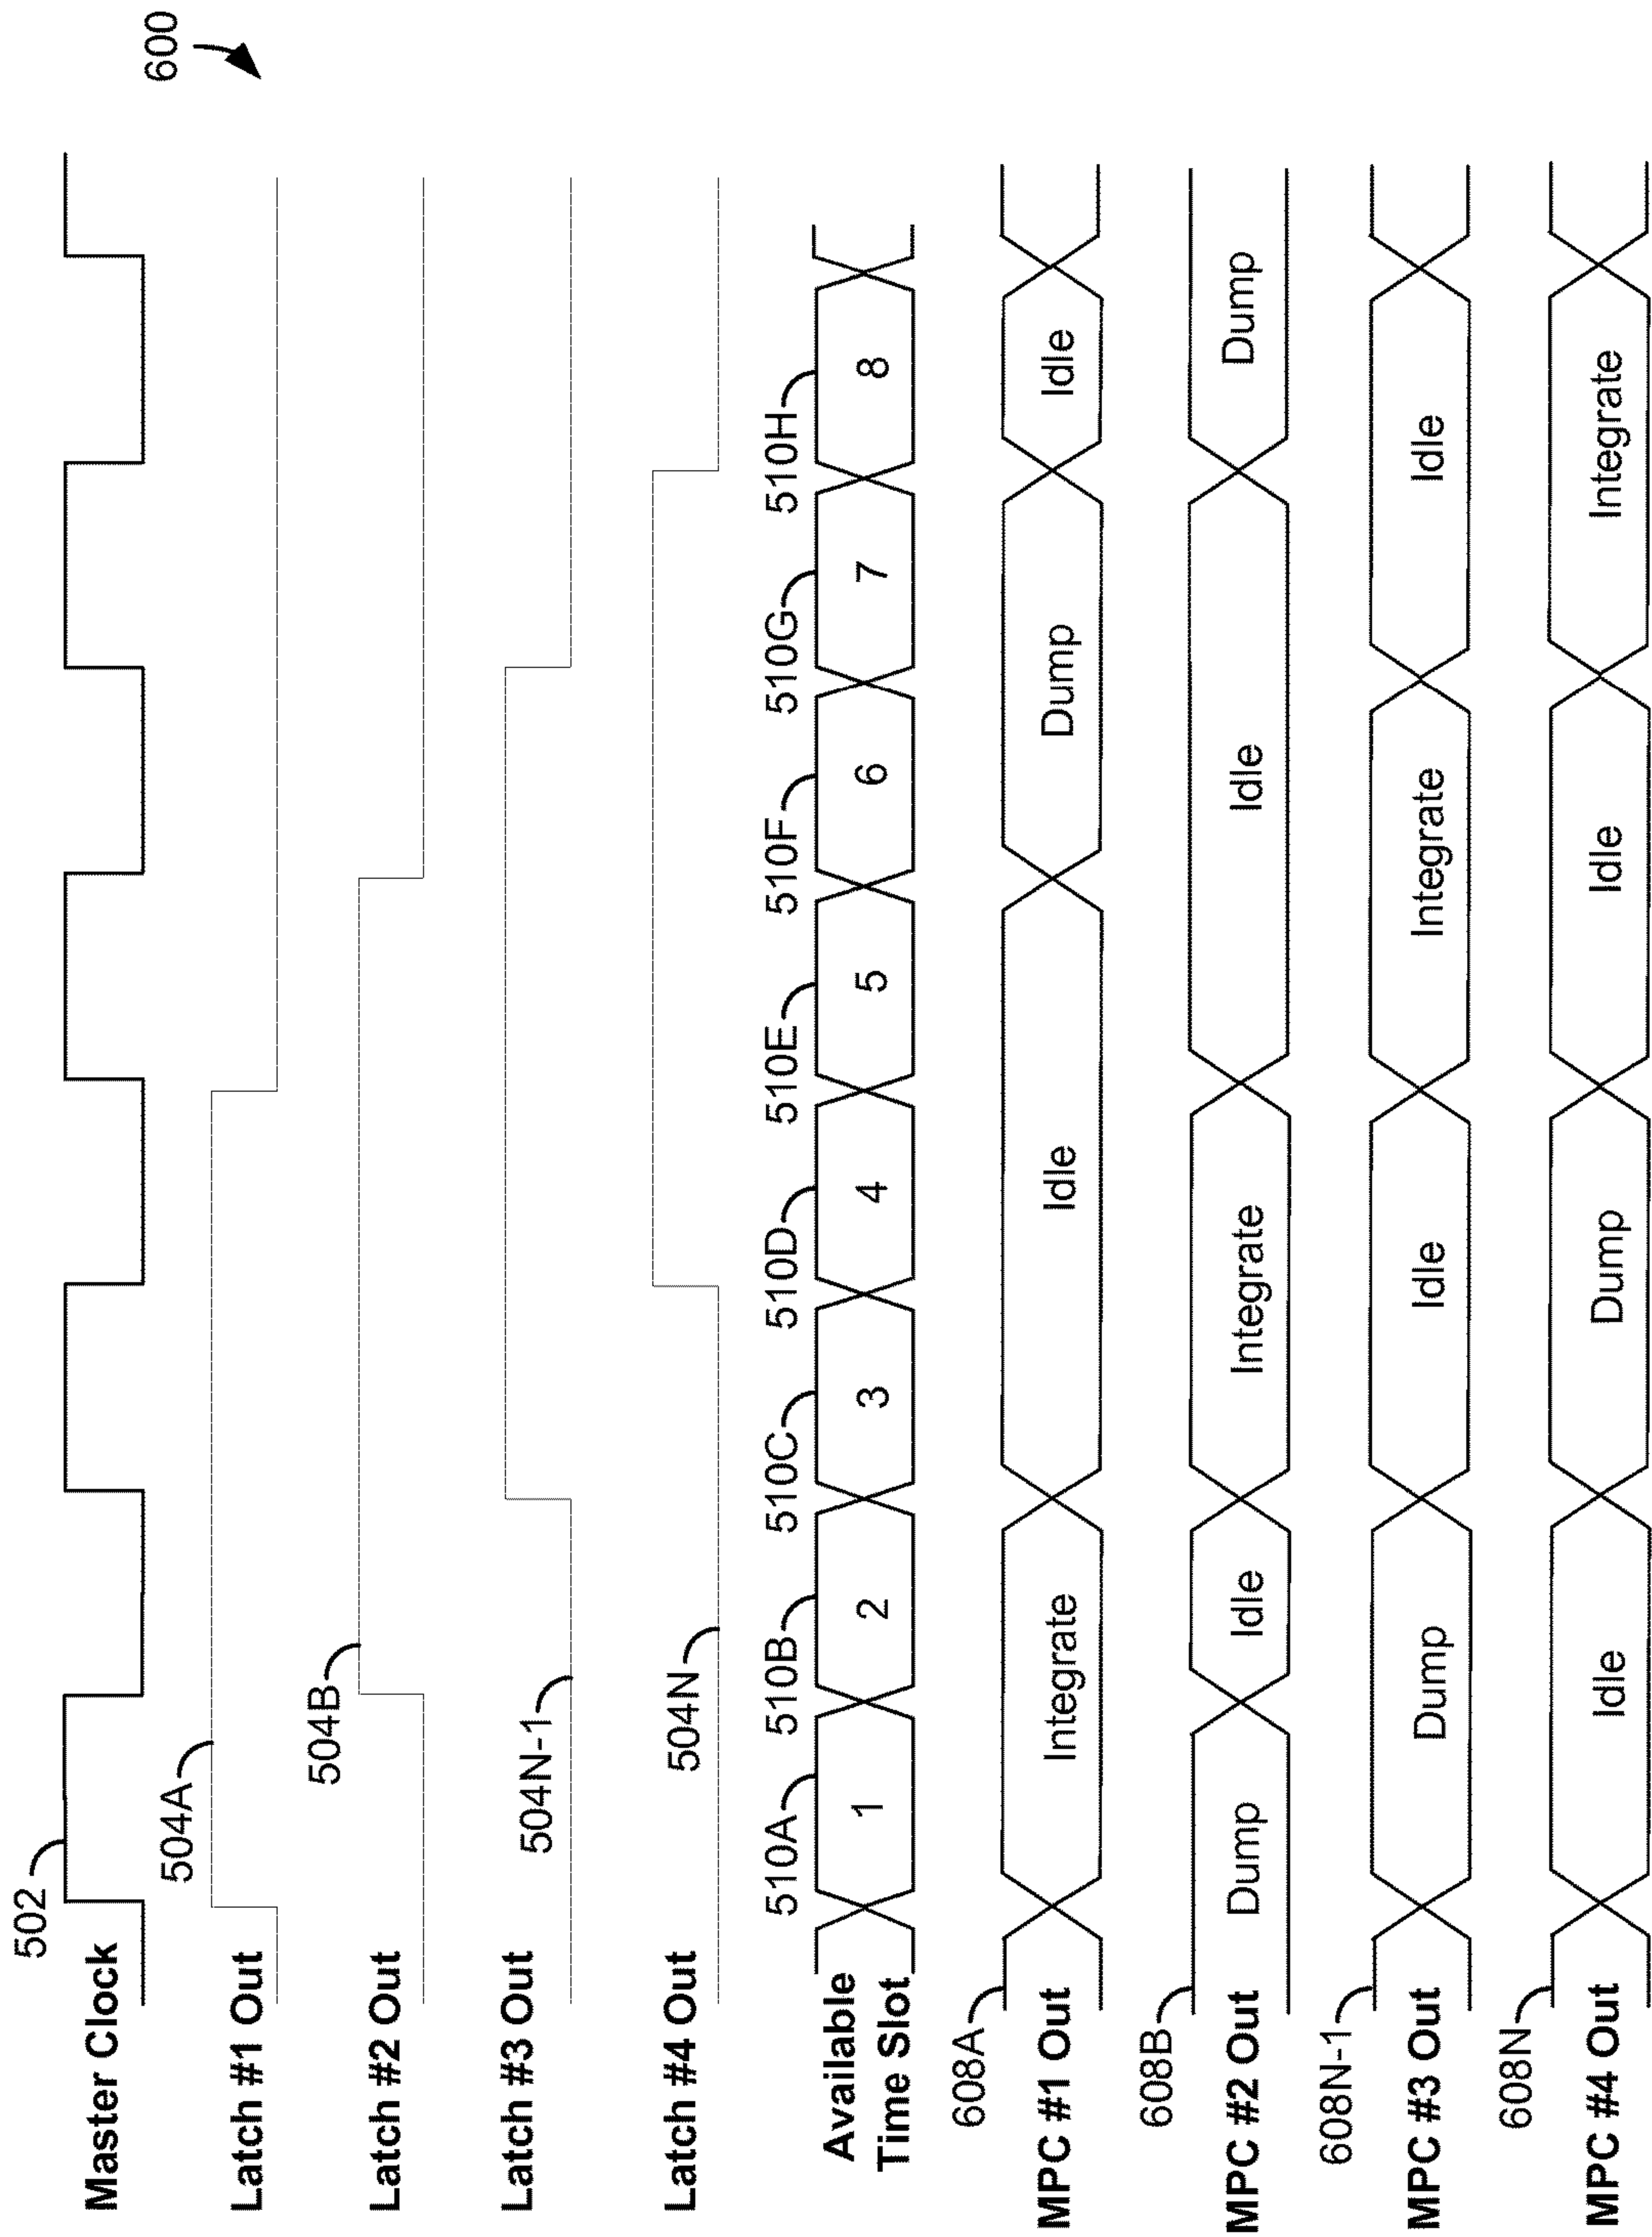 600
502
Master Clock
504A
Latch #1 Out
504B
Latch #2 Out
504N-1
Latch #3 Out
504N
Latch #4 Out
510A 510B 510C 510D 510E 510F 510G 510H
Available
Time Slot
1 2 3 4 5 6 7 8
608A
MPC #1 Out Integrate Idle Dump Idle
608B
MPC #2 Out Dump Idle Integrate Idle Dump
608N-1
MPC #3 Out Dump Idle Integrate Idle
608N
MPC #4 Out Idle Dump Idle Integrate